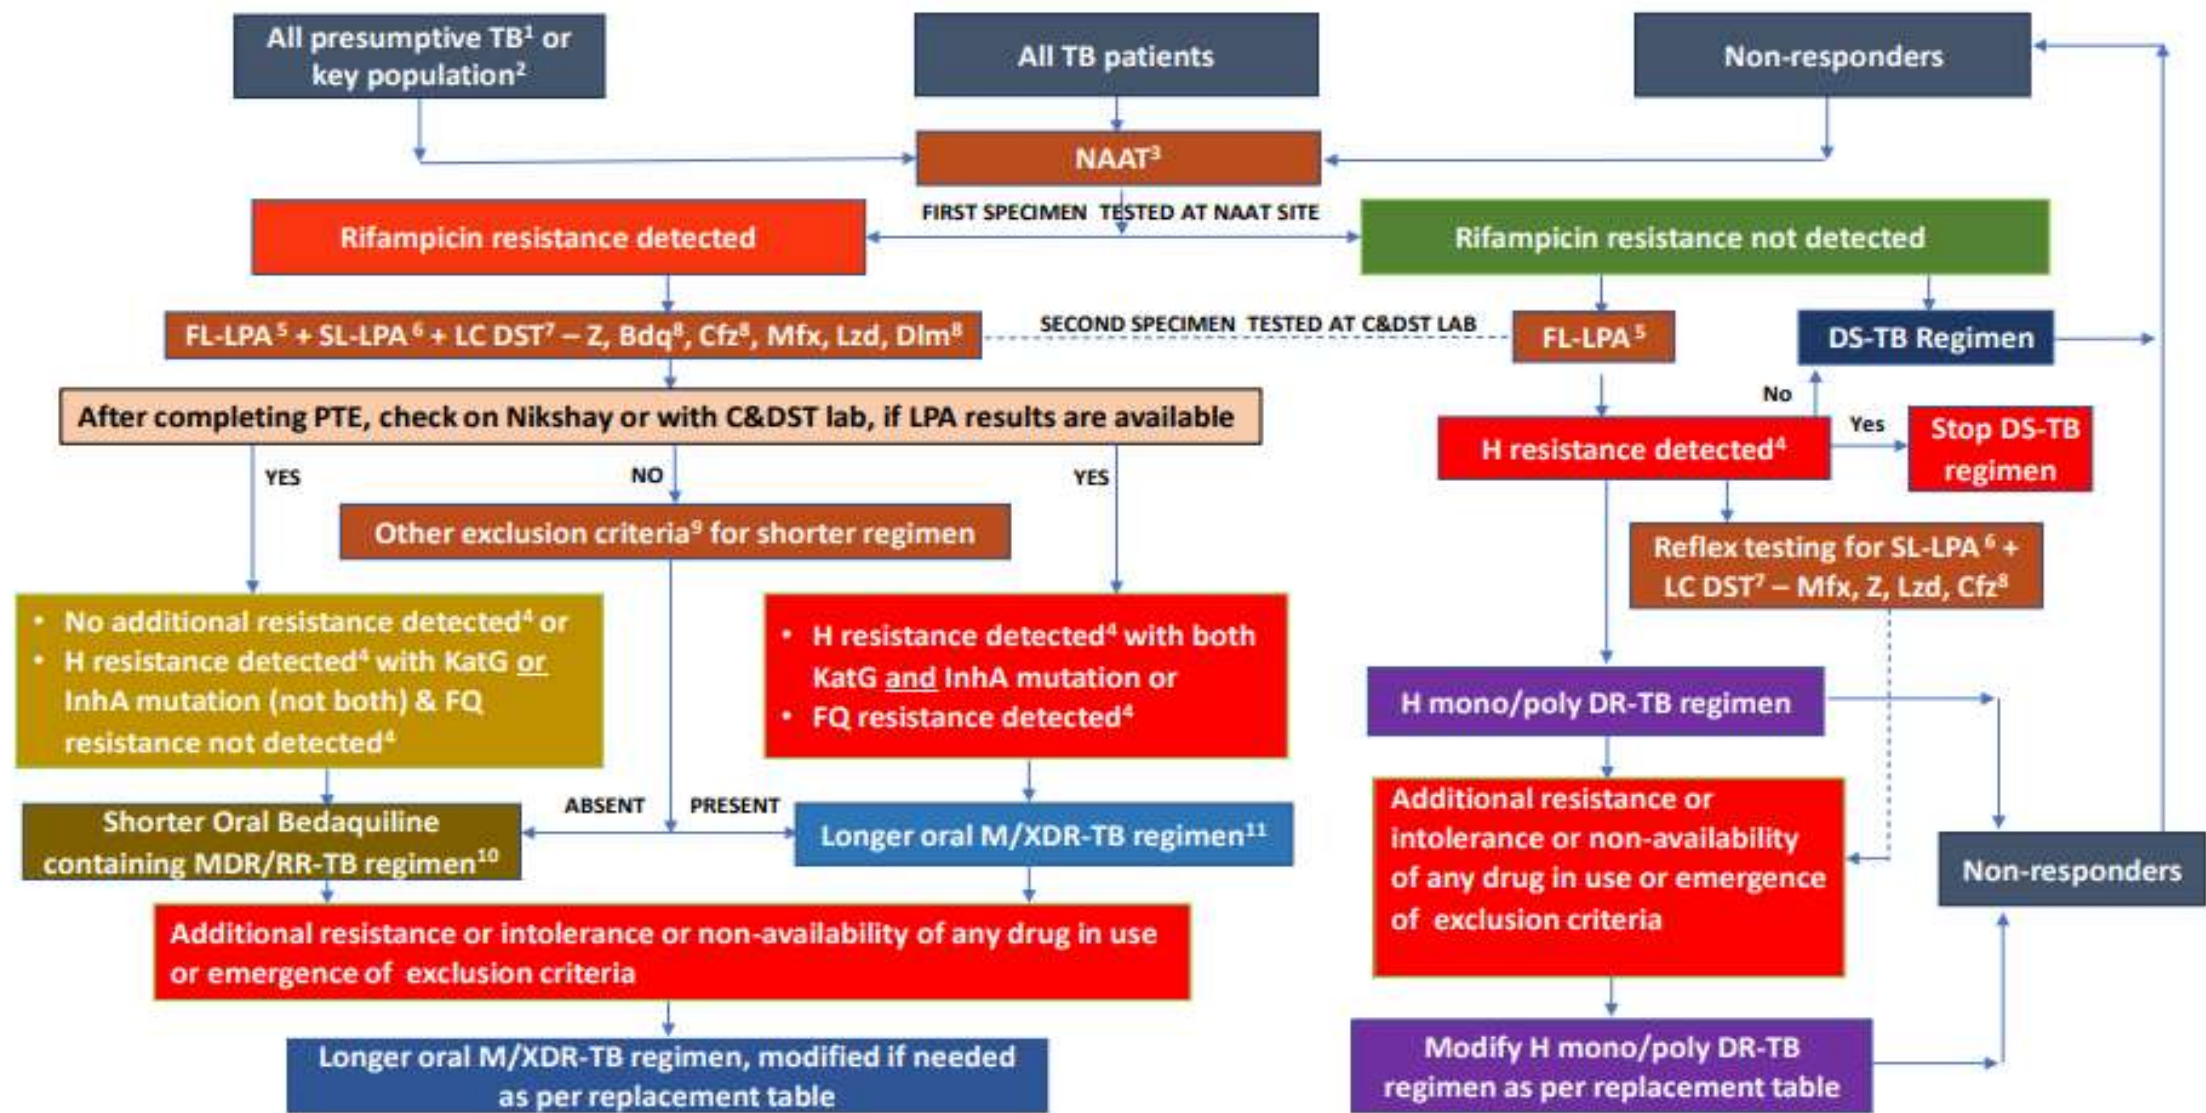 All presumptive TB¹ or
key population²
All TB patients
Non-responders
NAAT³
FIRST SPECIMEN TESTED AT NAAT SITE
Rifampicin resistance detected
Rifampicin resistance not detected
FL-LPA⁵ + SL-LPA⁶ + LC DST⁷ – Z, Bdq⁸, Cfz⁸, Mfx, Lzd, Dlm⁸
SECOND SPECIMEN TESTED AT C&DST LAB
FL-LPA⁵
DS-TB Regimen
After completing PTE, check on Nikshay or with C&DST lab, if LPA results are available
No
H resistance detected⁴
Yes
Stop DS-TB
regimen
YES
NO
YES
Other exclusion criteria⁹ for shorter regimen
Reflex testing for SL-LPA⁶ +
LC DST⁷ – Mfx, Z, Lzd, Cfz⁸
• No additional resistance detected⁴ or
• H resistance detected⁴ with KatG or
InhA mutation (not both) & FQ
resistance not detected⁴
• H resistance detected⁴ with both
KatG and InhA mutation or
• FQ resistance detected⁴
H mono/poly DR-TB regimen
ABSENT
PRESENT
Shorter Oral Bedaquiline
containing MDR/RR-TB regimen¹⁰
Longer oral M/XDR-TB regimen¹¹
Additional resistance or
intolerance or non-availability
of any drug in use or emergence
of exclusion criteria
Non-responders
Additional resistance or intolerance or non-availability of any drug in use
or emergence of exclusion criteria
Longer oral M/XDR-TB regimen, modified if needed
as per replacement table
Modify H mono/poly DR-TB
regimen as per replacement table